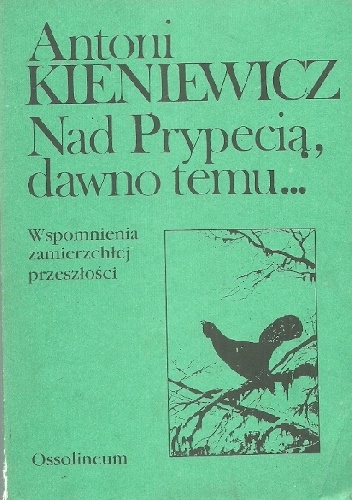 Antoni
KIENIEWICZ
Nad Prypecią,
dawno temu...
Wspomnienia
zamierzchłej
przeszłości
Ossolineum